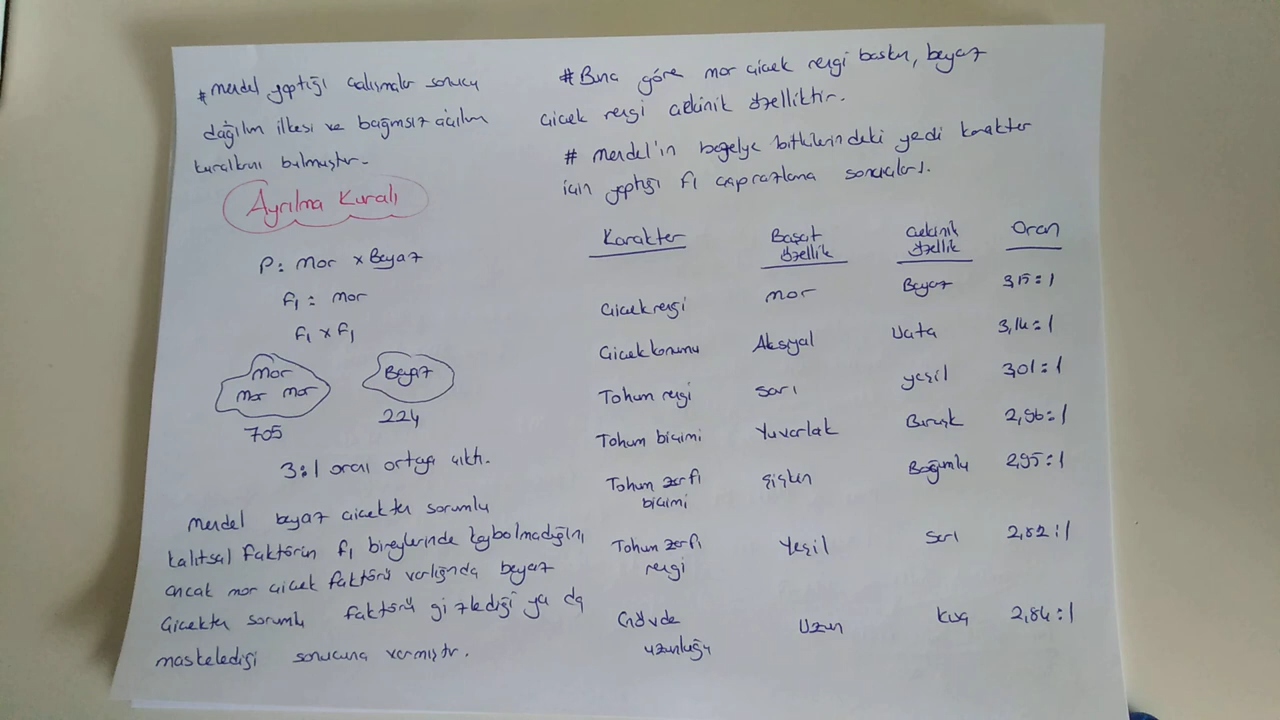 # Mendel yaptığı çalışmalar sonucu
dağılım ilkesi ve bağımsız açılım
kurallarını bulmuştur.
Ayrılma Kuralı
P: Mor x Beyaz
F1 : Mor
F1 x F1
Mor
Mor Mor
705
Beyaz
224
3:1 oranı ortaya çıktı.
Mendel beyaz çiçekten sorumlu
kalıtsal faktörün F1 bireylerinde kaybolmadığını,
ancak mor çiçek faktörü varlığında beyaz
çiçekten sorumlu faktörü gizlediği ya da
maskelediği sonucuna varmıştır.
# Buna göre mor çiçek rengi baskın, beyaz
çiçek rengi çekinik özelliktir.
# Mendel'in bezelye bitkilerindeki yedi karakter
için yaptığı F1 çaprazlama sonuçları.
Karakter Başat özellik Çekinik özellik Oran
Çiçek rengi Mor Beyaz 3,15:1
Çiçek konumu Aksiyal Uçta 3,14:1
Tohum rengi Sarı yeşil 3,01:1
Tohum biçimi Yuvarlak Buruşuk 2,96:1
Tohum zarfı biçimi Şişkin Boğumlu 2,95:1
Tohum zarfı rengi Yeşil Sarı 2,82:1
Gövde uzunluğu Uzun Kısa 2,84:1